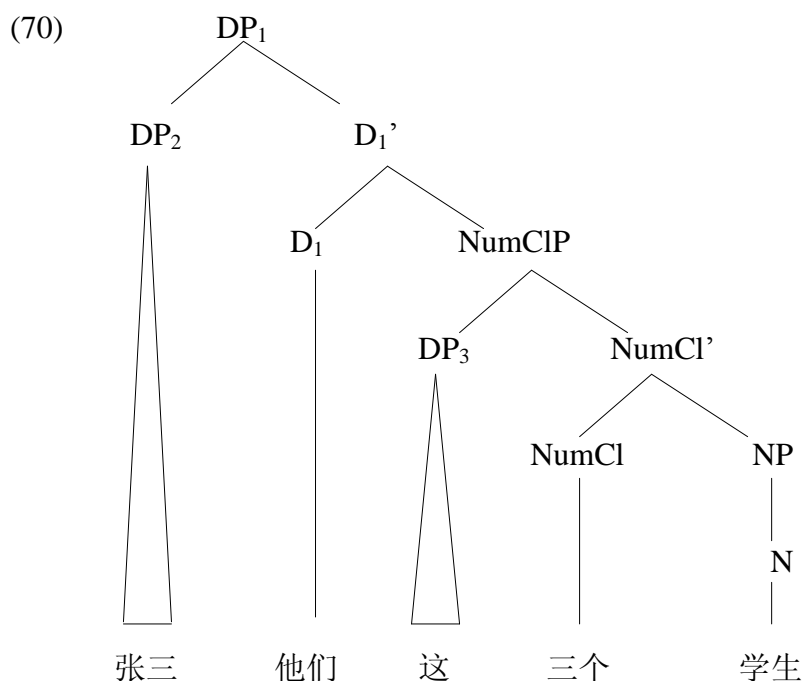 (70) DP₁
DP₂ D₁’
D₁ NumClP
DP₃ NumCl’
NumCl NP
N
张三 他们 这 三个 学生